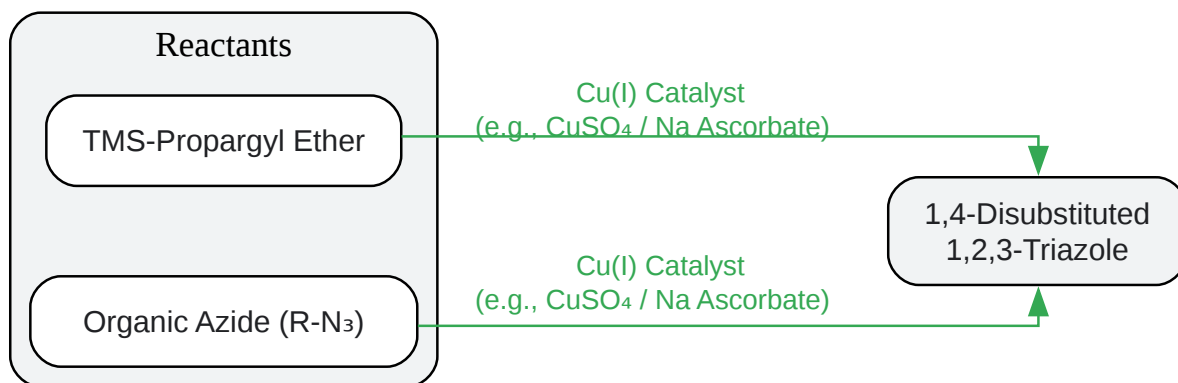 Reactants
TMS-Propargyl Ether
Cu(I) Catalyst
(e.g., CuSO₄ / Na Ascorbate)
1,4-Disubstituted
1,2,3-Triazole
Cu(I) Catalyst
(e.g., CuSO₄ / Na Ascorbate)
Organic Azide (R-N₃)